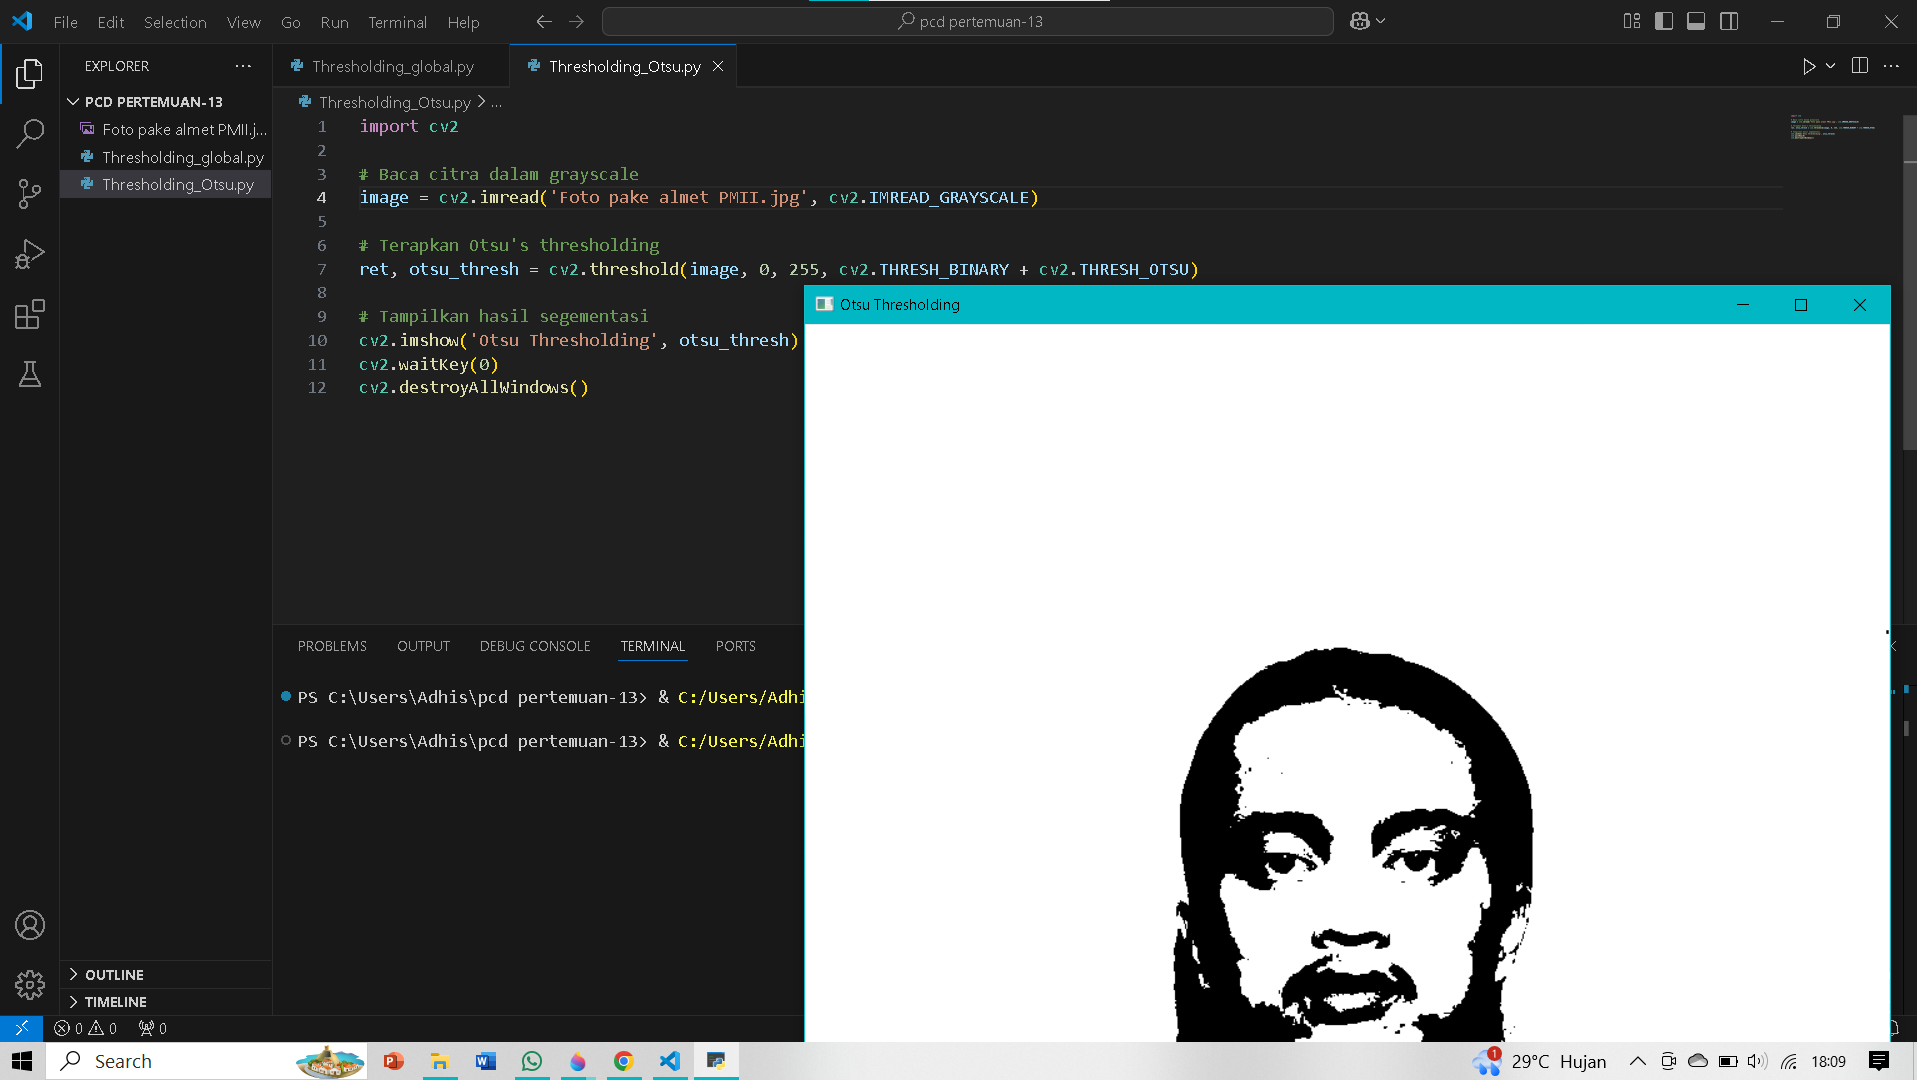 File Edit Selection View Go Run Terminal Help
pcd pertemuan-13
EXPLORER
PCD PERTEMUAN-13
Foto pake almet PMII.j...
Thresholding_global.py
Thresholding_Otsu.py
OUTLINE
TIMELINE
Thresholding_global.py Thresholding_Otsu.py
Thresholding_Otsu.py > ...
1 import cv2
2
3 # Baca citra dalam grayscale
4 image = cv2.imread('Foto pake almet PMII.jpg', cv2.IMREAD_GRAYSCALE)
5
6 # Terapkan Otsu's thresholding
7 ret, otsu_thresh = cv2.threshold(image, 0, 255, cv2.THRESH_BINARY + cv2.THRESH_OTSU)
8
9 # Tampilkan hasil segementasi
10 cv2.imshow('Otsu Thresholding', otsu_thresh)
11 cv2.waitKey(0)
12 cv2.destroyAllWindows()
Otsu Thresholding
PROBLEMS OUTPUT DEBUG CONSOLE TERMINAL PORTS
PS C:\Users\Adhis\pcd pertemuan-13> & C:/Users/Adhi
PS C:\Users\Adhis\pcd pertemuan-13> & C:/Users/Adhi
0 0 0
Search
1 29°C Hujan 18:09